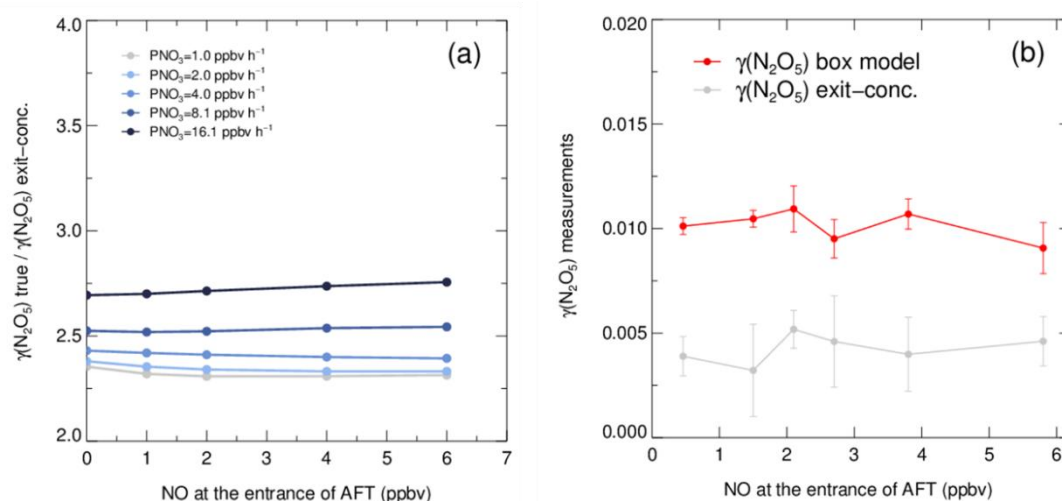 4.0
3.5
3.0
2.5
2.0
γ(N₂O₅) true / γ(N₂O₅) exit−conc.
PNO₃=1.0 ppbv h⁻¹
PNO₃=2.0 ppbv h⁻¹
PNO₃=4.0 ppbv h⁻¹
PNO₃=8.1 ppbv h⁻¹
PNO₃=16.1 ppbv h⁻¹
(a)
0 1 2 3 4 5 6 7
NO at the entrance of AFT (ppbv)
0.020
0.015
0.010
0.005
0.000
γ(N₂O₅) measurements
γ(N₂O₅) box model
γ(N₂O₅) exit−conc.
(b)
0 1 2 3 4 5 6
NO at the entrance of AFT (ppbv)